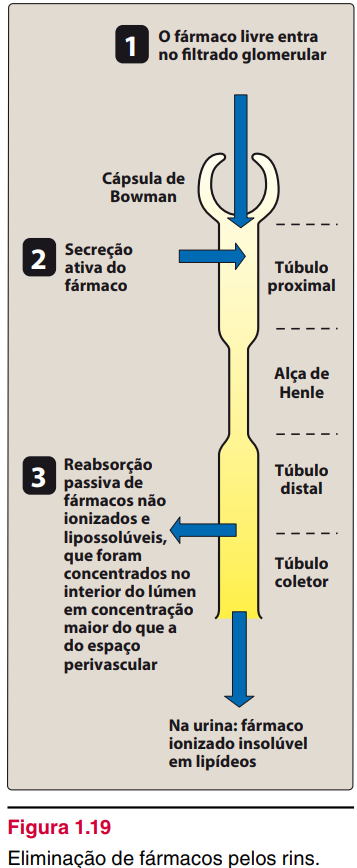 1
O fármaco livre entra
no filtrado glomerular
Cápsula de
Bowman
2
Secreção
ativa do
fármaco
Túbulo
proximal
Alça de
Henle
3
Reabsorção
passiva de
fármacos não
ionizados e
lipossolúveis,
que foram
concentrados no
interior do lúmen
em concentração
maior do que a
do espaço
perivascular
Túbulo
distal
Túbulo
coletor
Na urina: fármaco
ionizado insolúvel
em lipídeos
Figura 1.19
Eliminação de fármacos pelos rins.